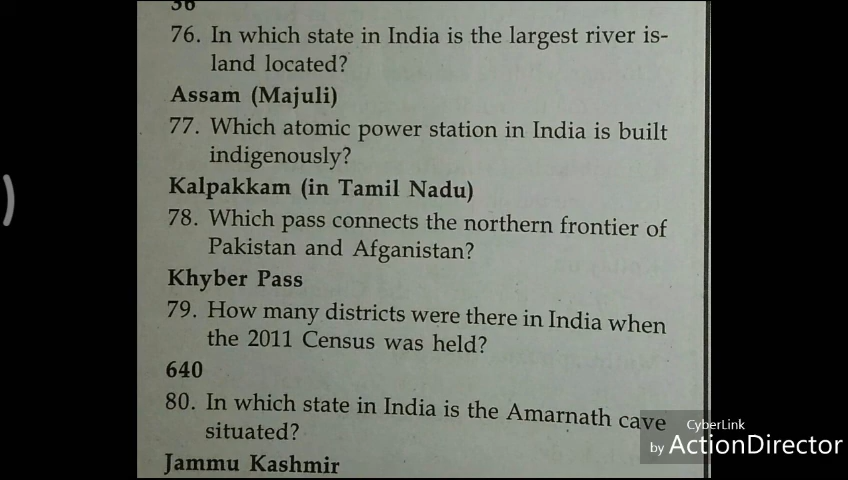 36
76. In which state in India is the largest river is-
land located?
Assam (Majuli)
77. Which atomic power station in India is built
indigenously?
Kalpakkam (in Tamil Nadu)
78. Which pass connects the northern frontier of
Pakistan and Afganistan?
Khyber Pass
79. How many districts were there in India when
the 2011 Census was held?
640
80. In which state in India is the Amarnath cave
situated?
Jammu Kashmir
CyberLink
by ActionDirector